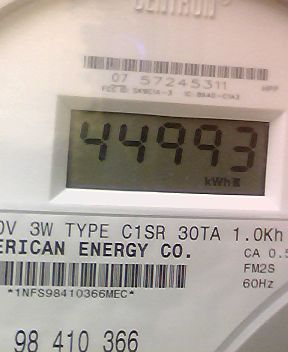 CENTRON®
07 57245311
44993
kWh
0V 3W TYPE C1SR 30TA 1.0Kh
ERICAN ENERGY CO.
CA 0.5
FM2S
60Hz
*1NFS98410366MEC*
98 410 366